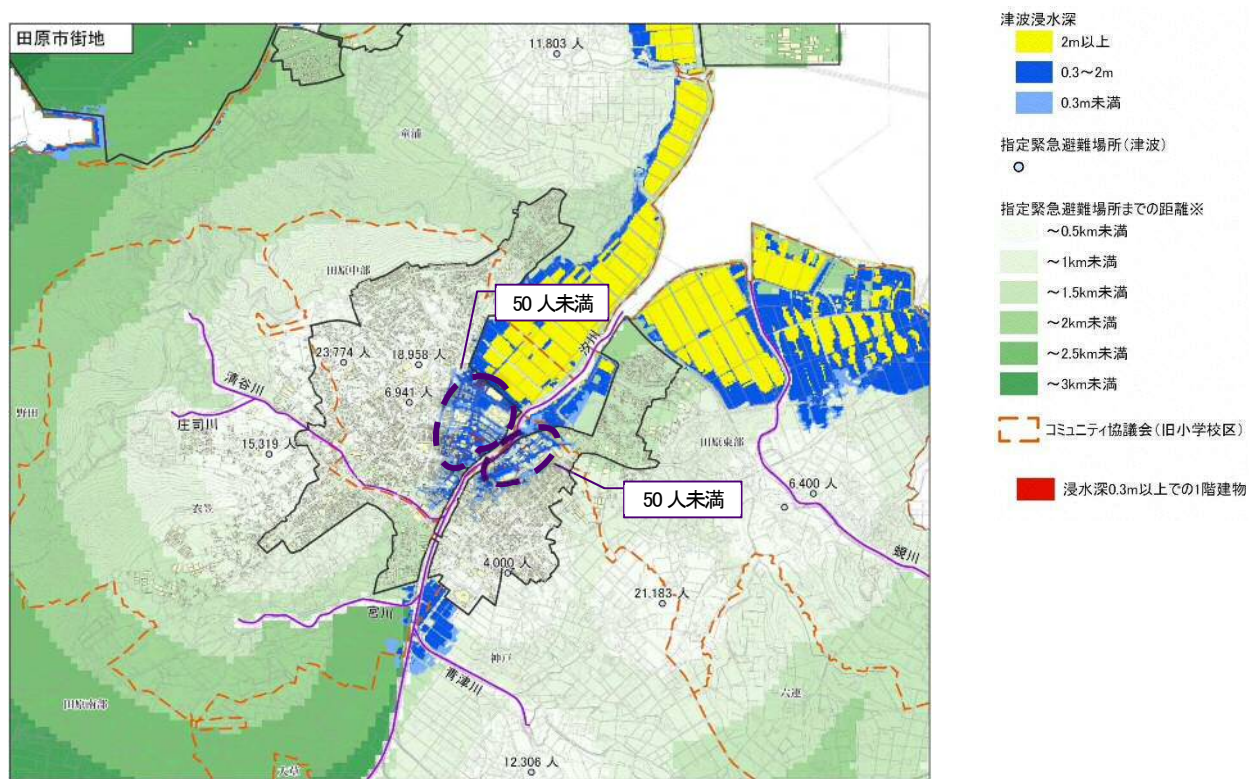 田原市街地
11.803 人
童浦
田原中部
50 人未満
汐川
23.774 人
18.958 人
6.941 人
清谷川
野田
庄司川
15.319 人
田原東部
6.400 人
50 人未満
衣笠
蜆川
4.000 人
21.183 人
宮川
神戸
青津川
六連
田原南部
12.306 人
大草
津波浸水深
2m以上
0.3~2m
0.3m未満
指定緊急避難場所(津波)
指定緊急避難場所までの距離※
~0.5km未満
~1km未満
~1.5km未満
~2km未満
~2.5km未満
~3km未満
コミュニティ協議会(旧小学校区)
浸水深0.3m以上での1階建物